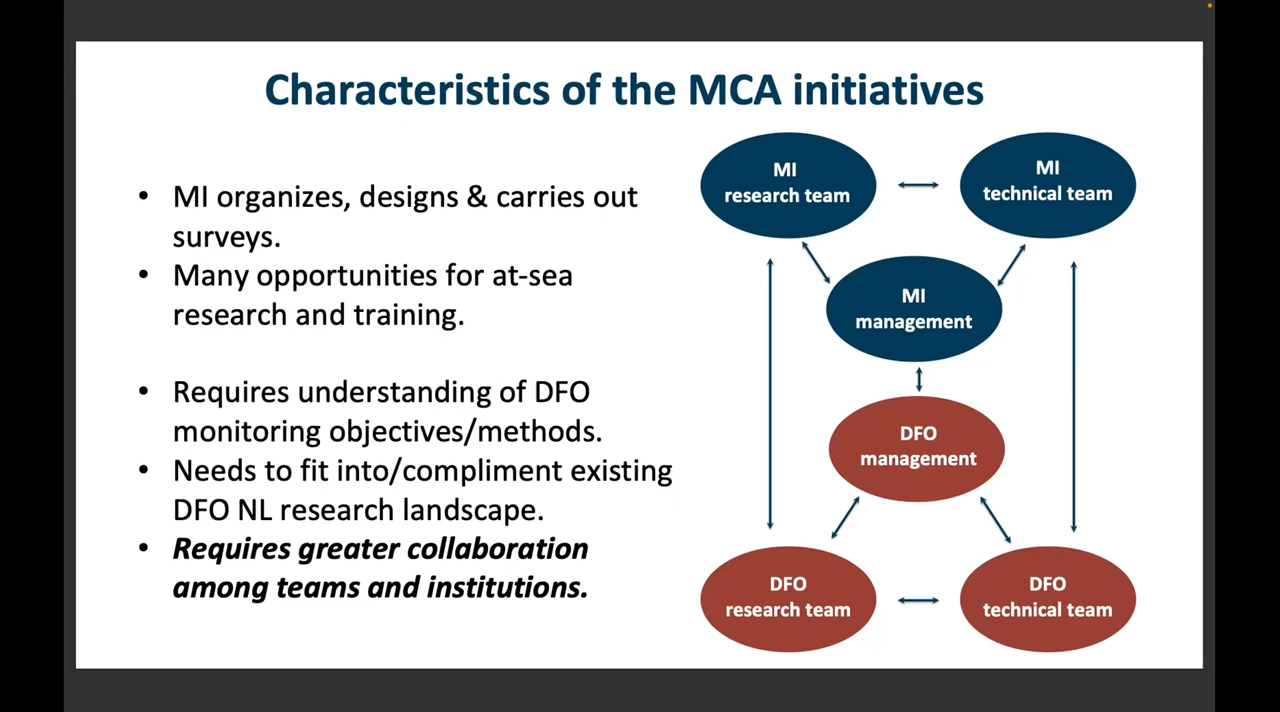 Characteristics of the MCA initiatives
• MI organizes, designs & carries out
surveys.
• Many opportunities for at-sea
research and training.
• Requires understanding of DFO
monitoring objectives/methods.
• Needs to fit into/compliment existing
DFO NL research landscape.
• Requires greater collaboration
among teams and institutions.
MI
research team
MI
technical team
MI
management
DFO
management
DFO
research team
DFO
technical team